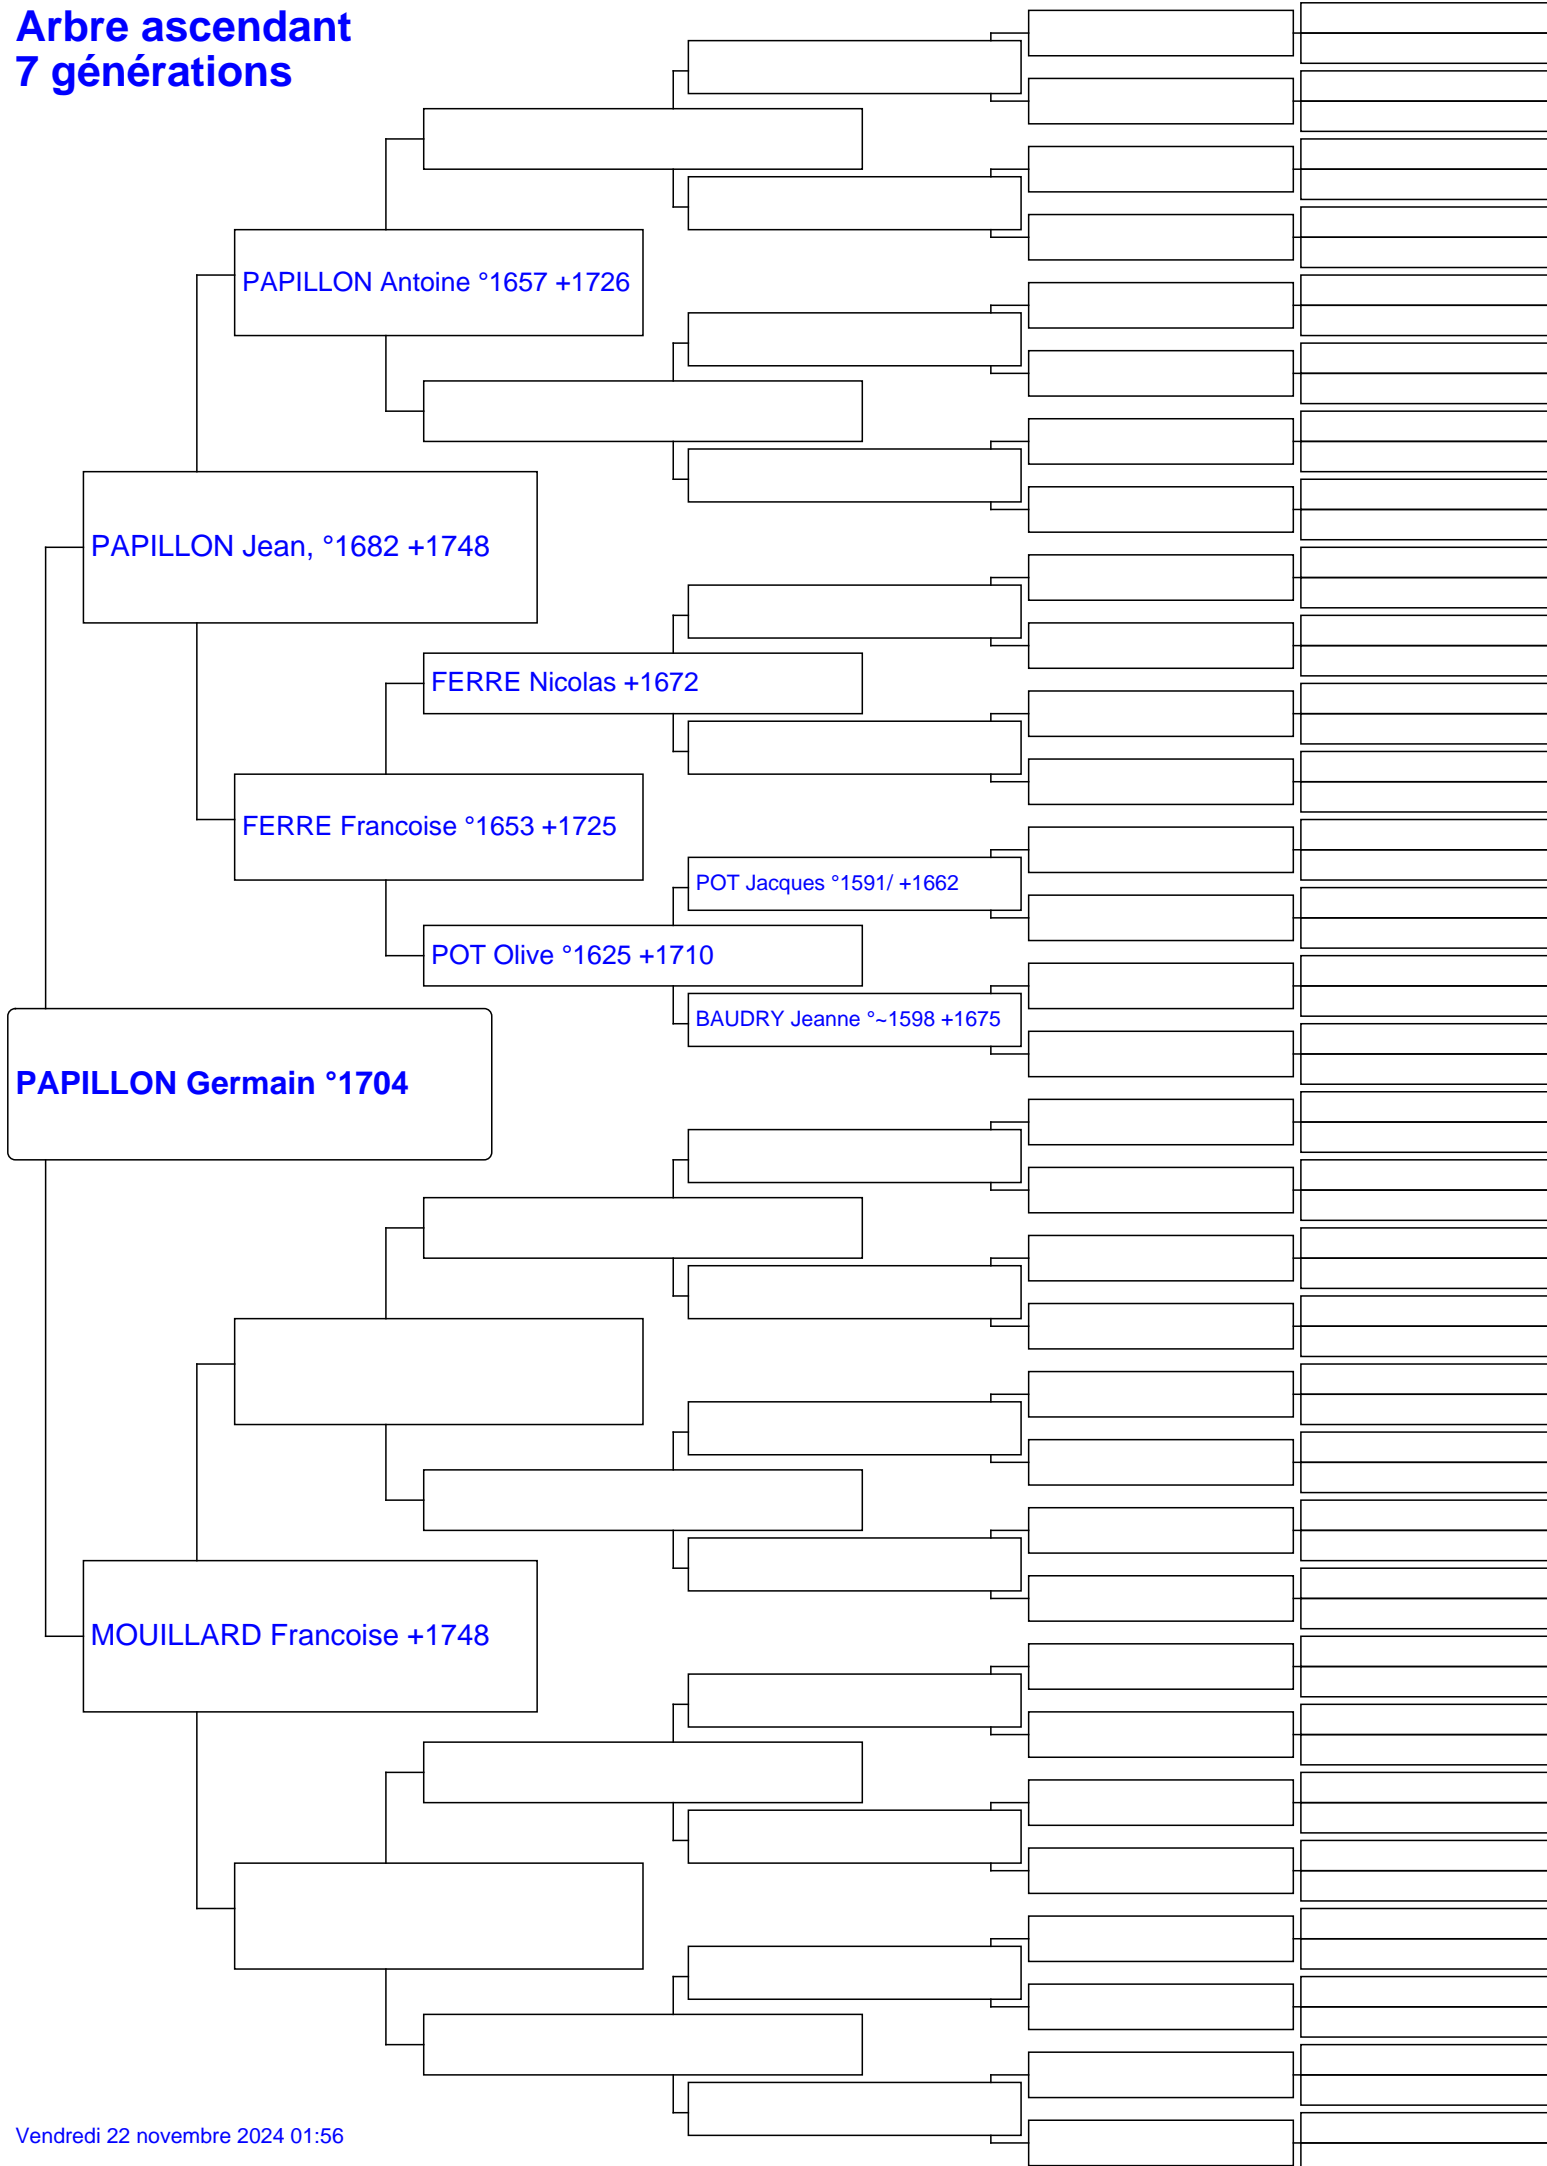 Arbre ascendant
7 générations
PAPILLON Antoine °1657 +1726
PAPILLON Jean, °1682 +1748
FERRE Nicolas +1672
FERRE Francoise °1653 +1725
POT Jacques °1591/ +1662
POT Olive °1625 +1710
BAUDRY Jeanne °~1598 +1675
PAPILLON Germain °1704
MOUILLARD Francoise +1748
Vendredi 22 novembre 2024 01:56